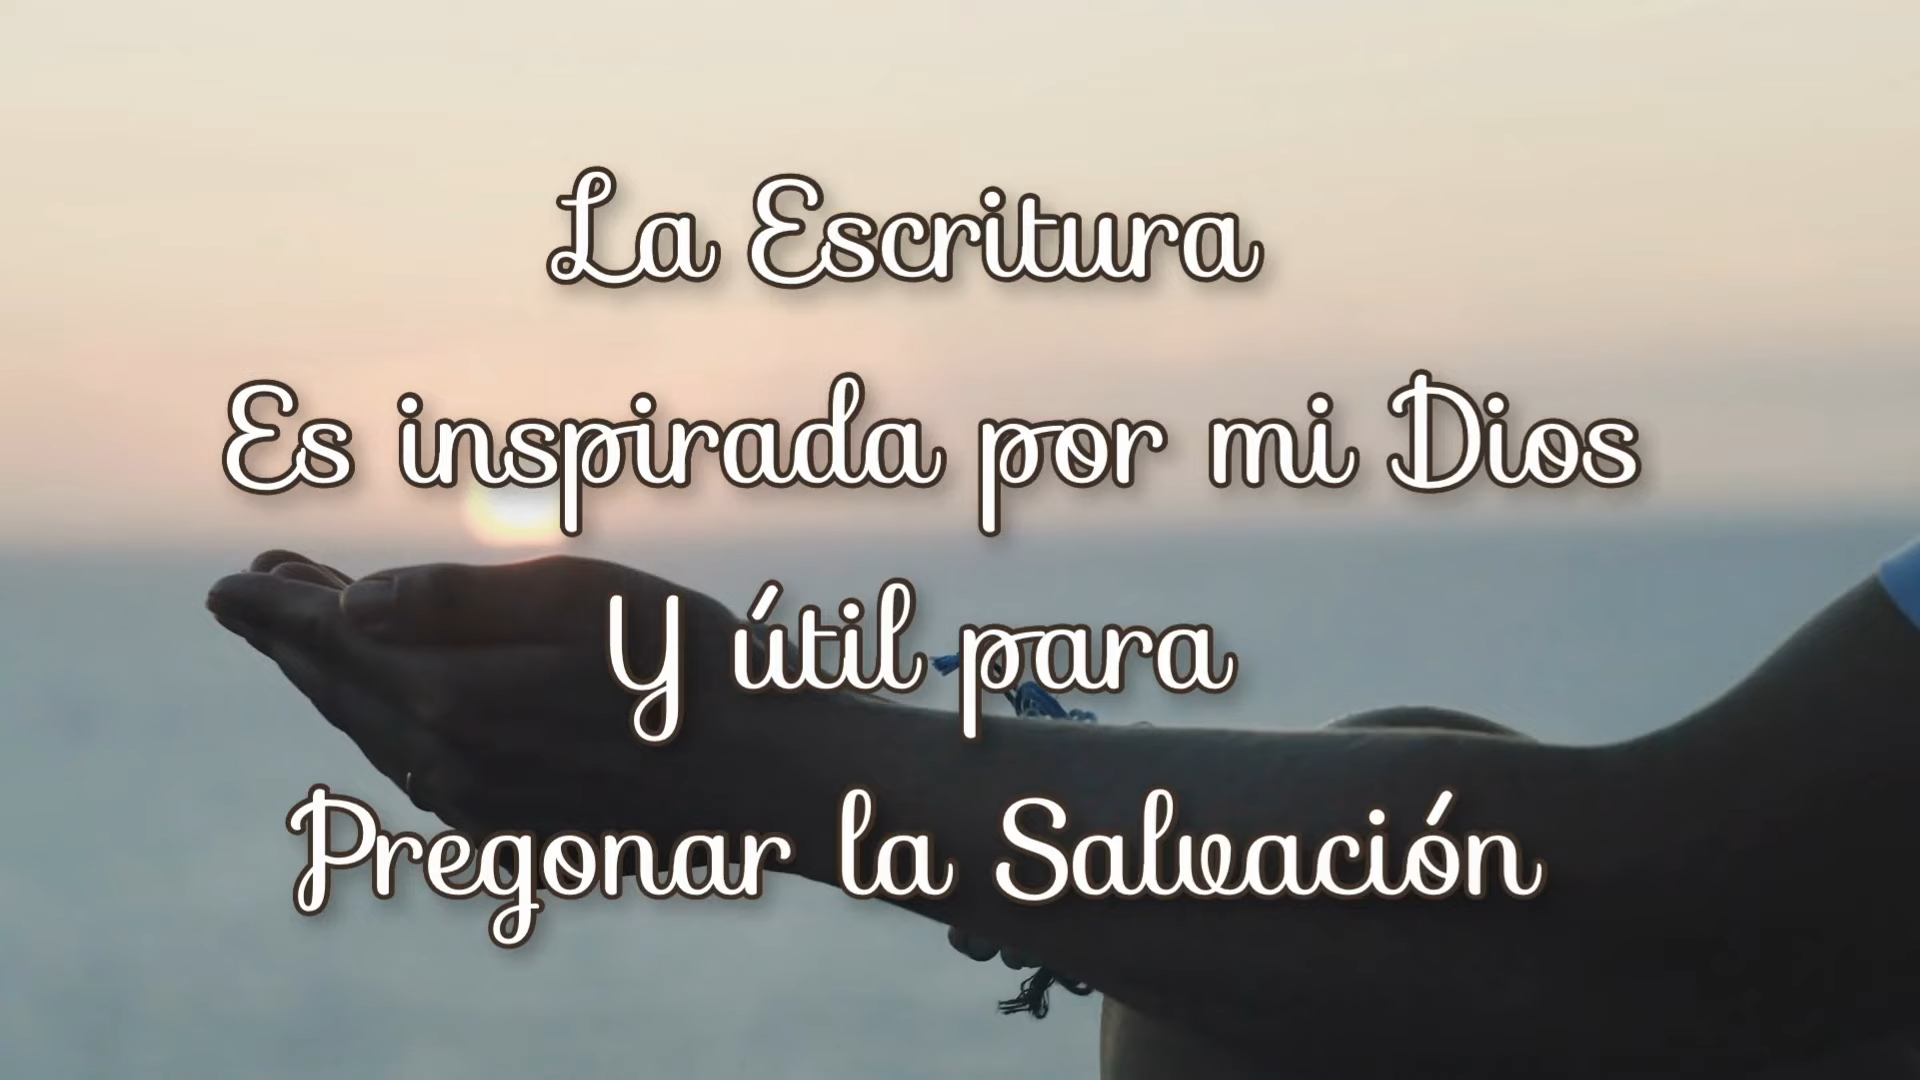 La Escritura
Es inspirada por mi Dios
Y útil para
Pregonar la Salvación